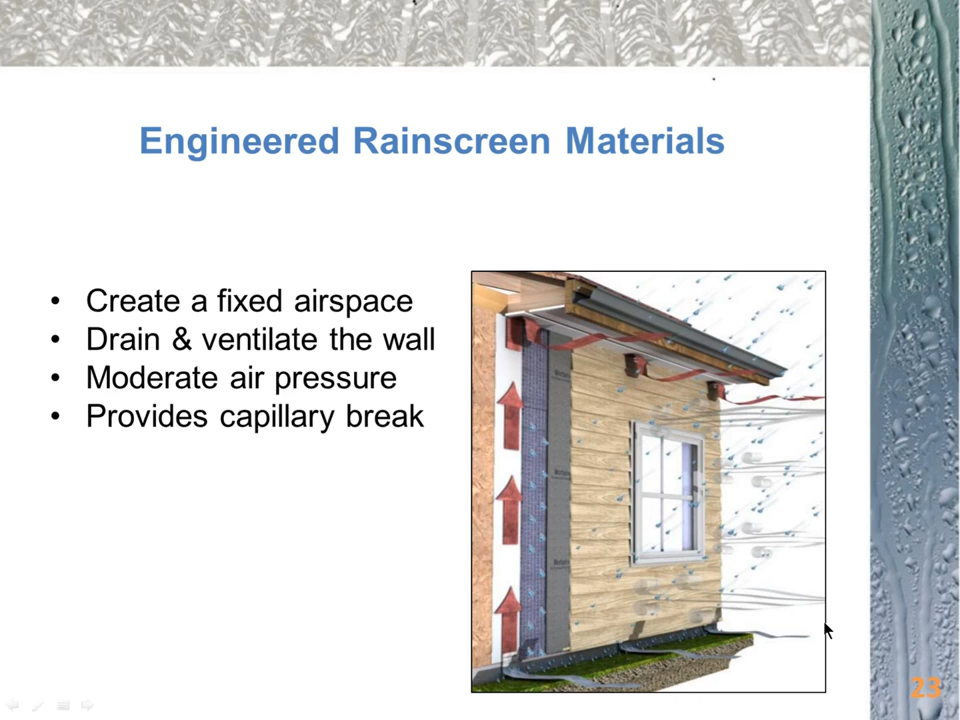 Engineered Rainscreen Materials
• Create a fixed airspace
• Drain & ventilate the wall
• Moderate air pressure
• Provides capillary break
23